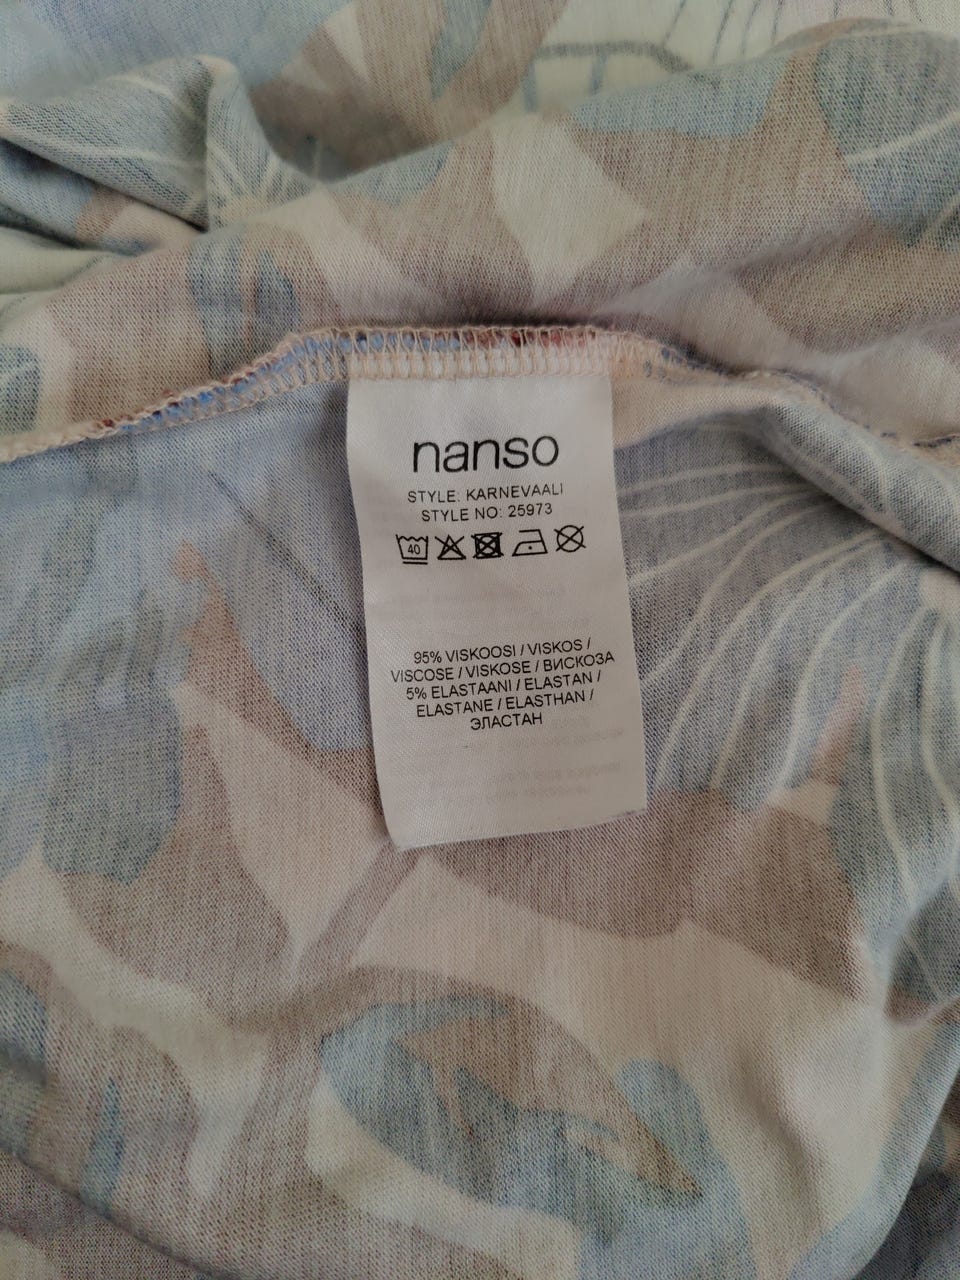 nanso
STYLE: KARNEVAALI
STYLE NO: 25973
40
95% VISKOOSI / VISKOS /
VISCOSE / VISKOSE / ВИСКОЗА
5% ELASTAANI / ELASTAN /
ELASTANE / ELASTHAN /
ЭЛАСТАН